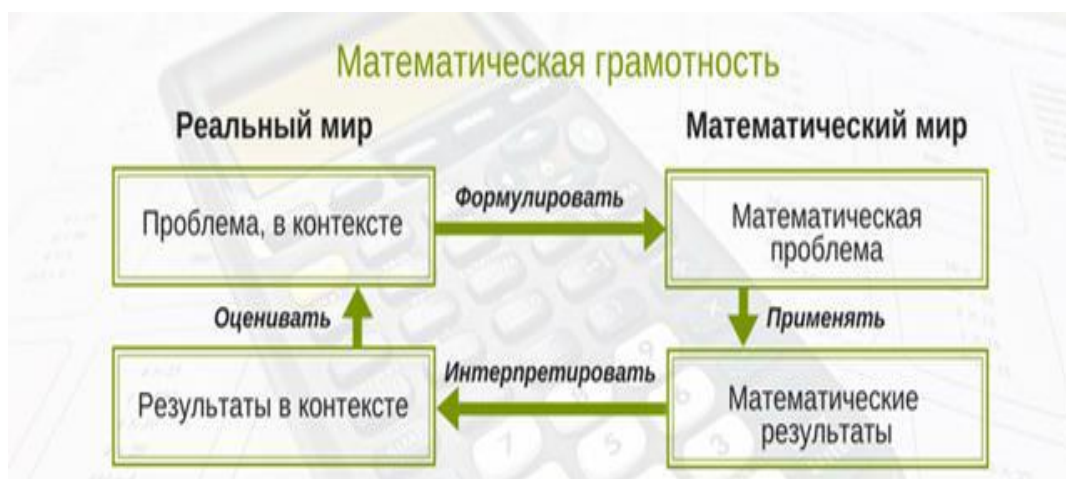 Математическая грамотность
Реальный мир
Математический мир
Проблема, в контексте
Формулировать
Математическая
проблема
Оценивать
Применять
Результаты в контексте
Интерпретировать
Математические
результаты